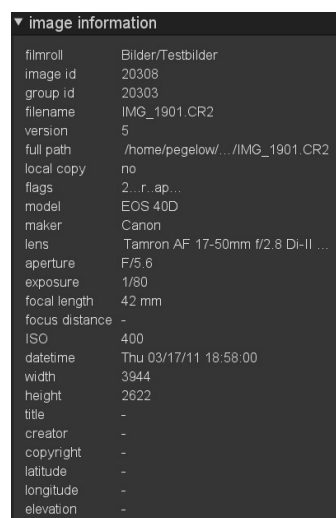 ▼ image information
filmroll Bilder/Testbilder
image id 20308
group id 20303
filename IMG_1901.CR2
version 5
full path /home/pegelow/.../IMG_1901.CR2
local copy no
flags 2...r..ap...
model EOS 40D
maker Canon
lens Tamron AF 17-50mm f/2.8 Di-II ...
aperture F/5.6
exposure 1/80
focal length 42 mm
focus distance -
ISO 400
datetime Thu 03/17/11 18:58:00
width 3944
height 2622
title -
creator -
copyright -
latitude -
longitude -
elevation -